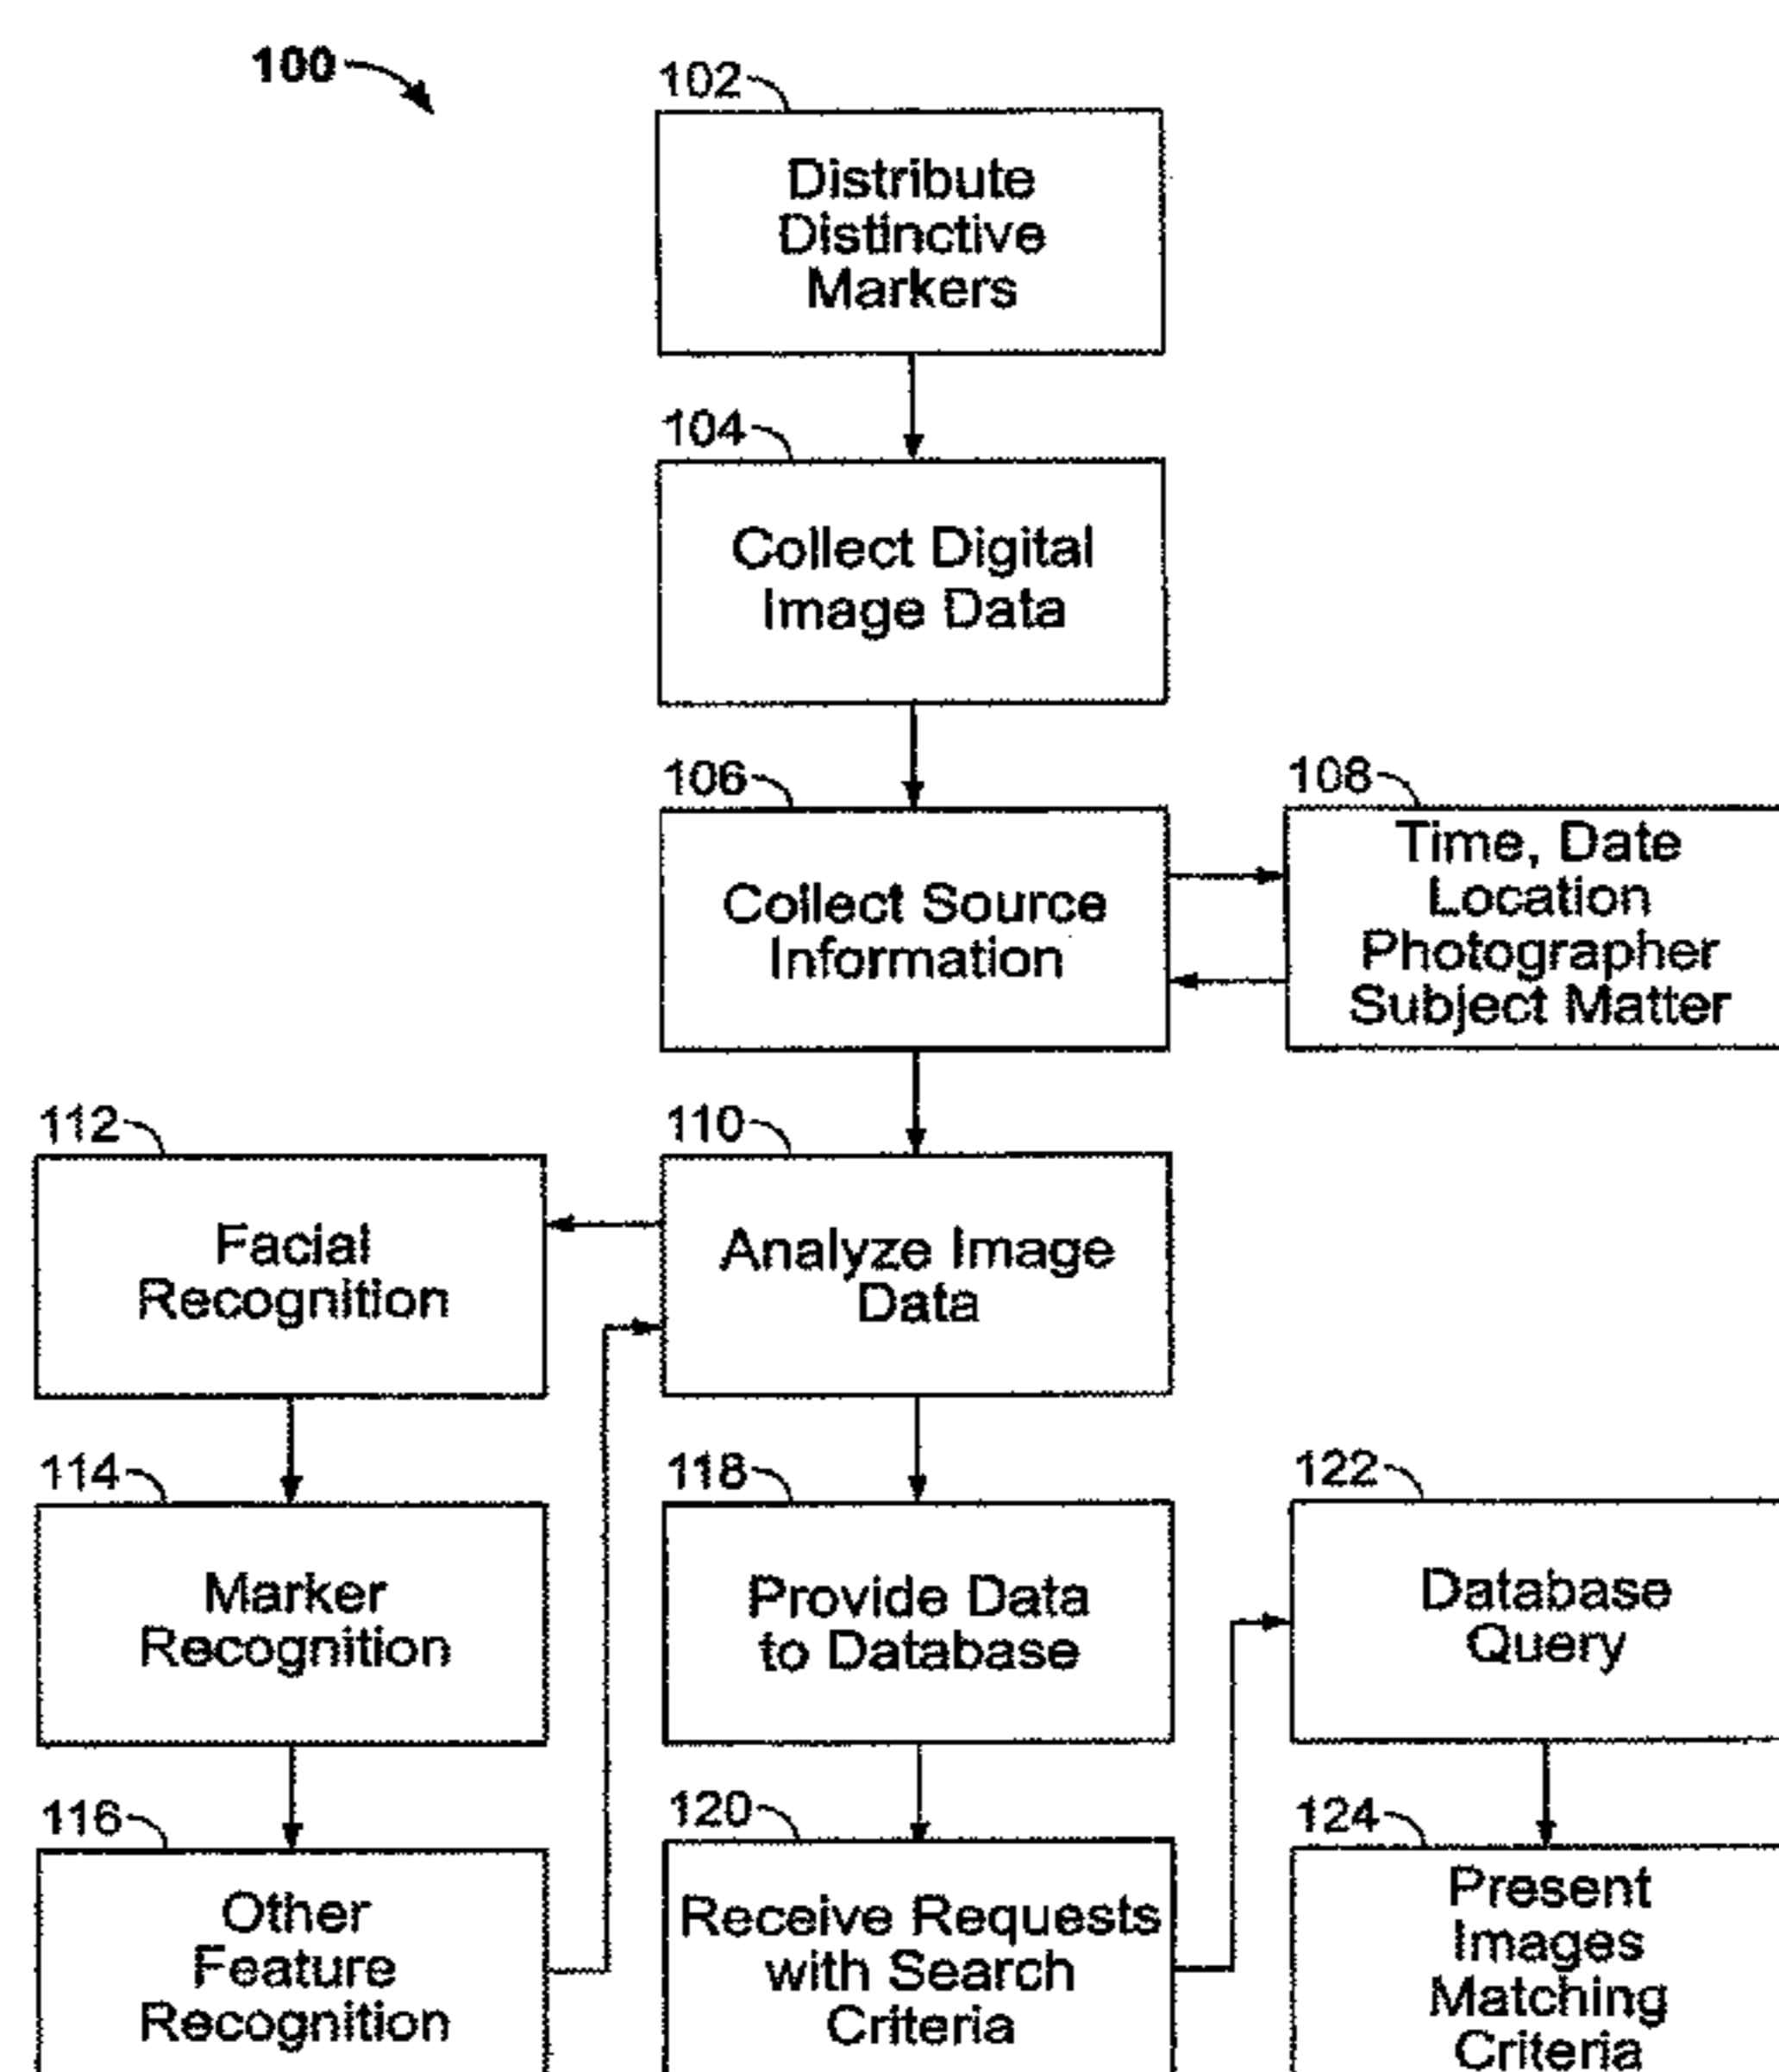 100
102
Distribute
Distinctive
Markers
104
Collect Digital
Image Data
106
Collect Source
Information
108
Time, Date
Location
Photographer
Subject Matter
112
Facial
Recognition
110
Analyze Image
Data
114
Marker
Recognition
118
Provide Data
to Database
122
Database
Query
116
Other
Feature
Recognition
120
Receive Requests
with Search
Criteria
124
Present
Images
Matching
Criteria